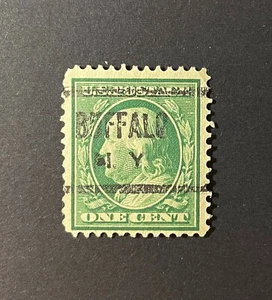 BUFFALO
N. Y.
ONE CENT